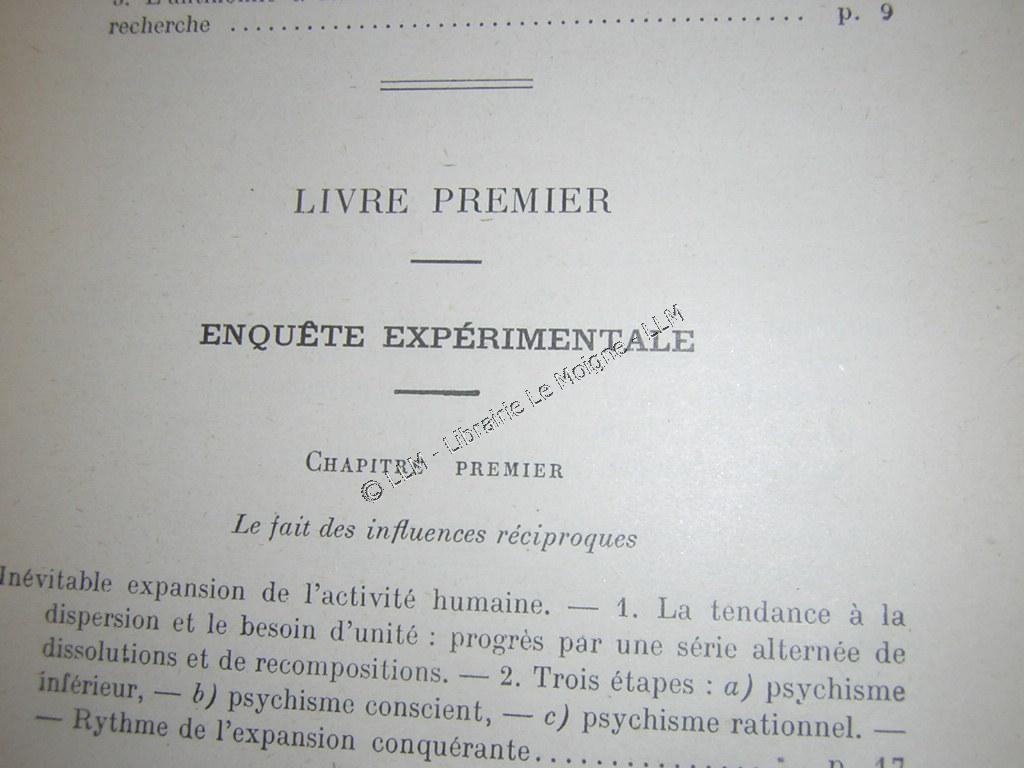 recherche ........................................ p. 9
LIVRE PREMIER
ENQUÊTE EXPÉRIMENTALE
CHAPITRE PREMIER
Le fait des influences réciproques
Inévitable expansion de l'activité humaine. — 1. La tendance à la
dispersion et le besoin d'unité : progrès par une série alternée de
dissolutions et de recompositions. — 2. Trois étapes : a) psychisme
inférieur, — b) psychisme conscient, — c) psychisme rationnel. —
— Rythme de l'expansion conquérante.................. p. 17
© LLM - Librairie Le Moigne - LLM